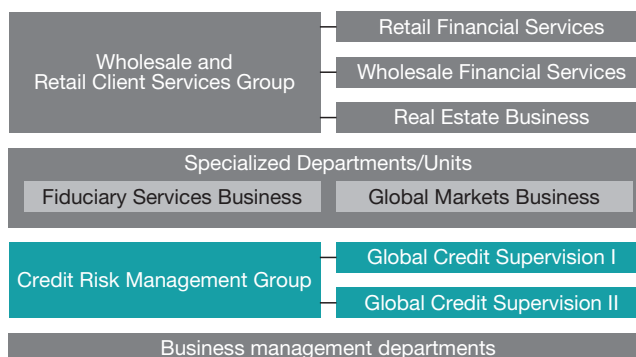 Wholesale and
Retail Client Services Group
Retail Financial Services
Wholesale Financial Services
Real Estate Business
Specialized Departments/Units
Fiduciary Services Business
Global Markets Business
Credit Risk Management Group
Global Credit Supervision I
Global Credit Supervision II
Business management departments